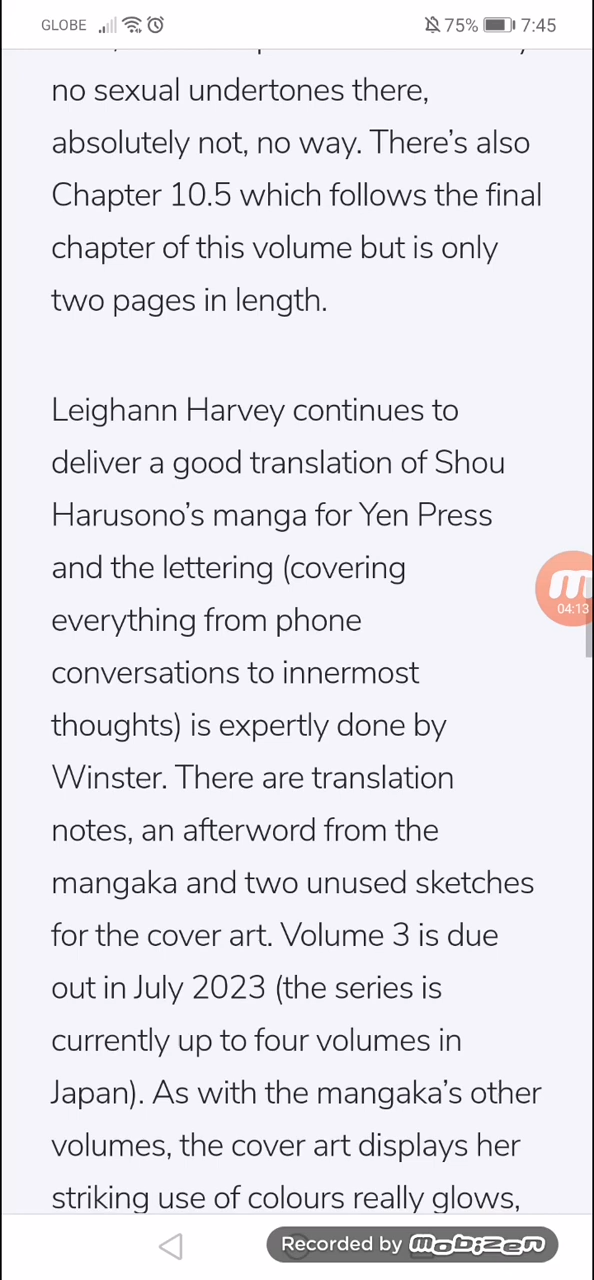 GLOBE 75% 7:45
no sexual undertones there,
absolutely not, no way. There’s also
Chapter 10.5 which follows the final
chapter of this volume but is only
two pages in length.
Leighann Harvey continues to
deliver a good translation of Shou
Harusono’s manga for Yen Press
and the lettering (covering
everything from phone
conversations to innermost
thoughts) is expertly done by
Winster. There are translation
notes, an afterword from the
mangaka and two unused sketches
for the cover art. Volume 3 is due
out in July 2023 (the series is
currently up to four volumes in
Japan). As with the mangaka’s other
volumes, the cover art displays her
striking use of colours really glows,
m
04:13
Recorded by mobizen